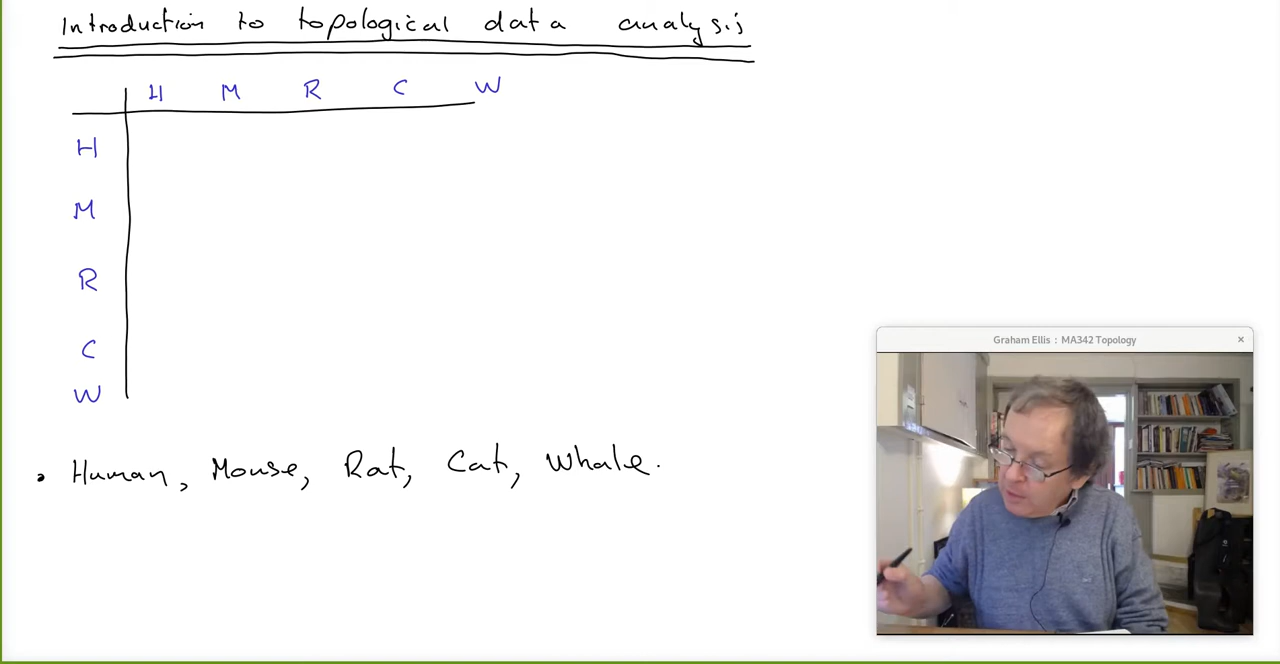 Introduction to topological data analysis
H M R C W
H
M
R
C
W
Human, Mouse, Rat, Cat, Whale.
Graham Ellis : MA342 Topology